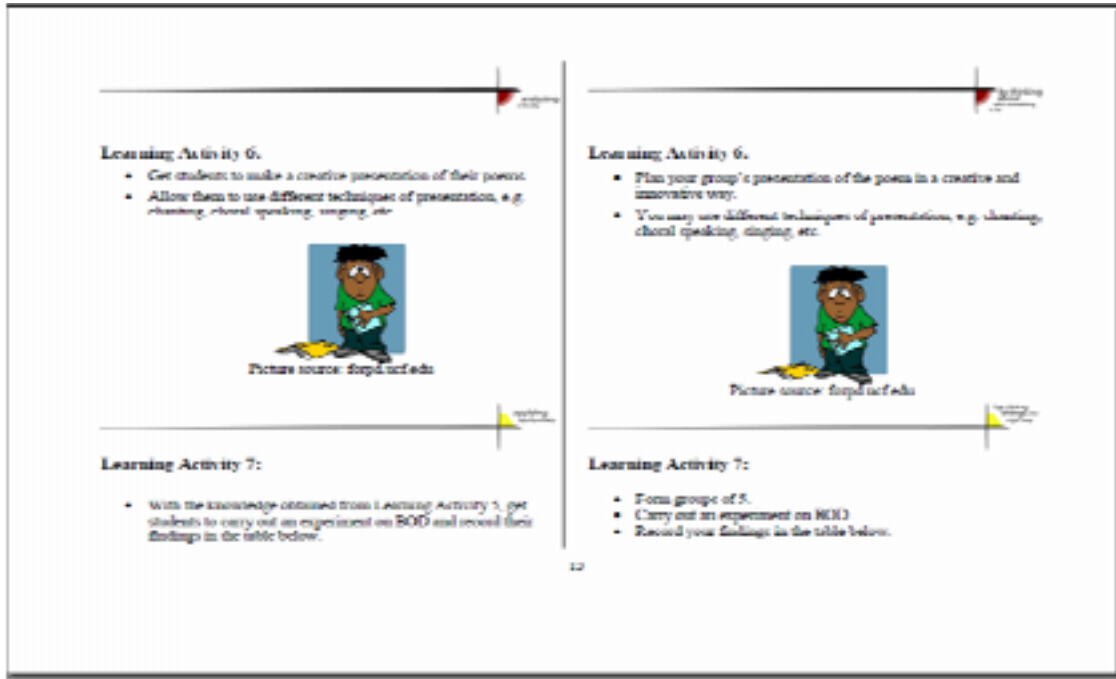 Learning Activity 6.
• Get students to make a creative presentation of their poems.
• Allow them to use different techniques of presentation, e.g.
chanting, choral speaking, singing, etc
Picture source: forpd.ucf.edu
Learning Activity 7:
• With the knowledge obtained from Learning Activity 5, get
students to carry out an experiment on BOD and record their
findings in the table below.
Learning Activity 6.
• Plan your group's presentation of the poem in a creative and
innovative way.
• You may use different techniques of presentation, e.g. chanting,
choral speaking, singing, etc.
Picture source: forpd.ucf.edu
Learning Activity 7:
• Form groups of 5.
• Carry out an experiment on BOD
• Record your findings in the table below.